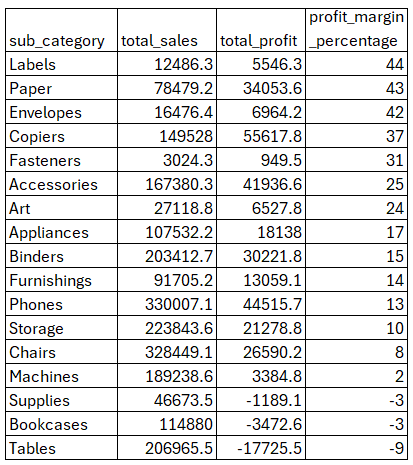 sub_category total_sales total_profit profit_margin_percentage
Labels 12486.3 5546.3 44
Paper 78479.2 34053.6 43
Envelopes 16476.4 6964.2 42
Copiers 149528 55617.8 37
Fasteners 3024.3 949.5 31
Accessories 167380.3 41936.6 25
Art 27118.8 6527.8 24
Appliances 107532.2 18138 17
Binders 203412.7 30221.8 15
Furnishings 91705.2 13059.1 14
Phones 330007.1 44515.7 13
Storage 223843.6 21278.8 10
Chairs 328449.1 26590.2 8
Machines 189238.6 3384.8 2
Supplies 46673.5 -1189.1 -3
Bookcases 114880 -3472.6 -3
Tables 206965.5 -17725.5 -9